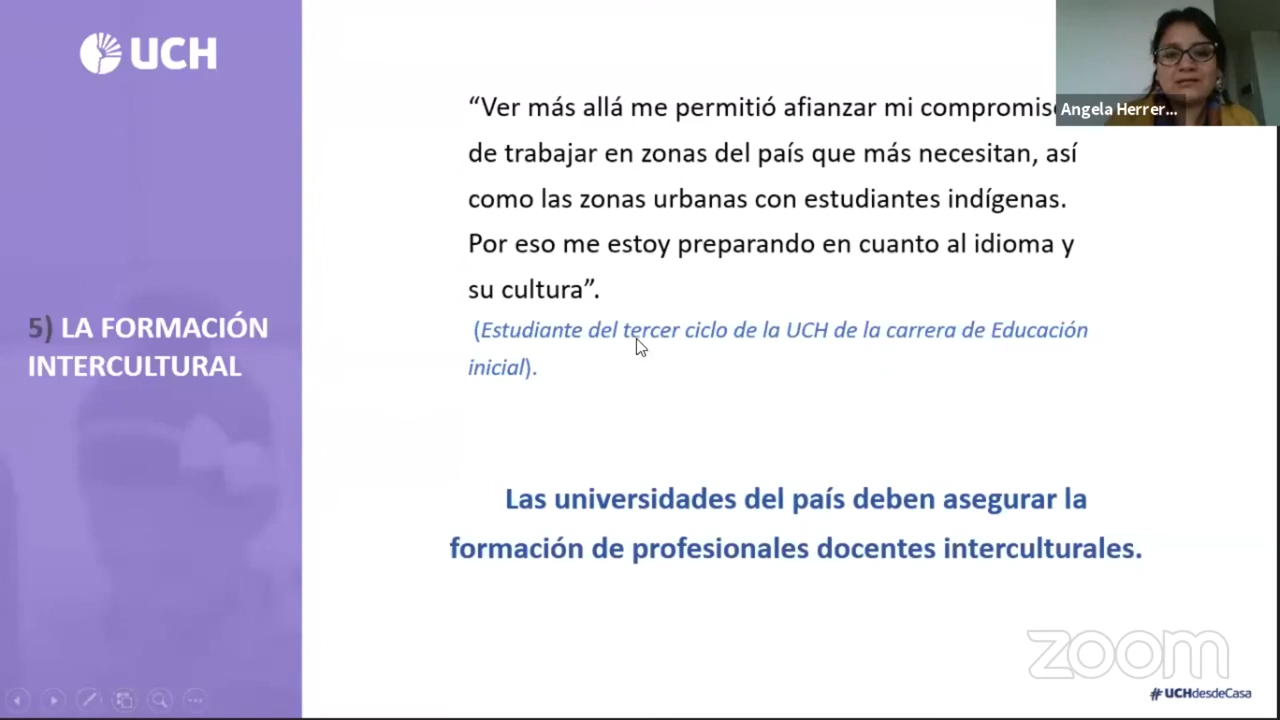 UCH
"Ver más allá me permitió afianzar mi compromiso
de trabajar en zonas del país que más necesitan, así
como las zonas urbanas con estudiantes indígenas.
Por eso me estoy preparando en cuanto al idioma y
su cultura".
(Estudiante del tercer ciclo de la UCH de la carrera de Educación
inicial).
5) LA FORMACIÓN
INTERCULTURAL
Las universidades del país deben asegurar la
formación de profesionales docentes interculturales.
Angela Herrer...
zoom
#UCHdesdeCasa